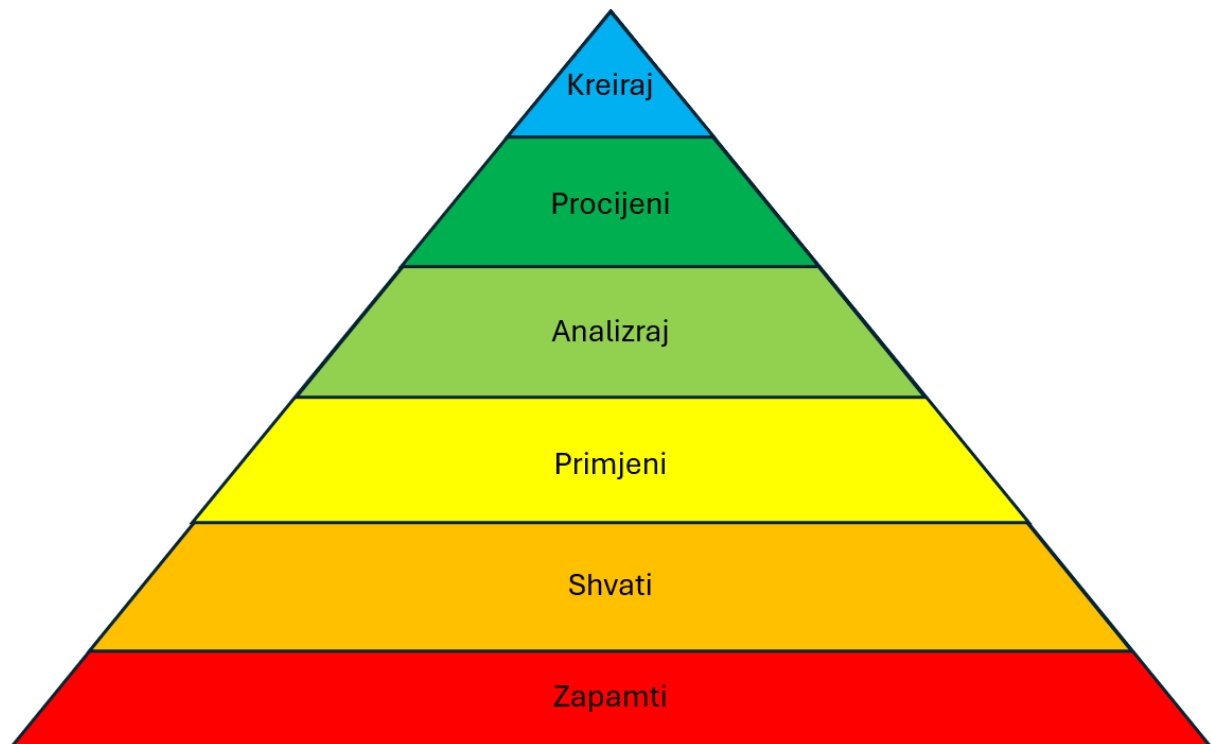 Kreiraj
Procijeni
Analizraj
Primjeni
Shvati
Zapamti